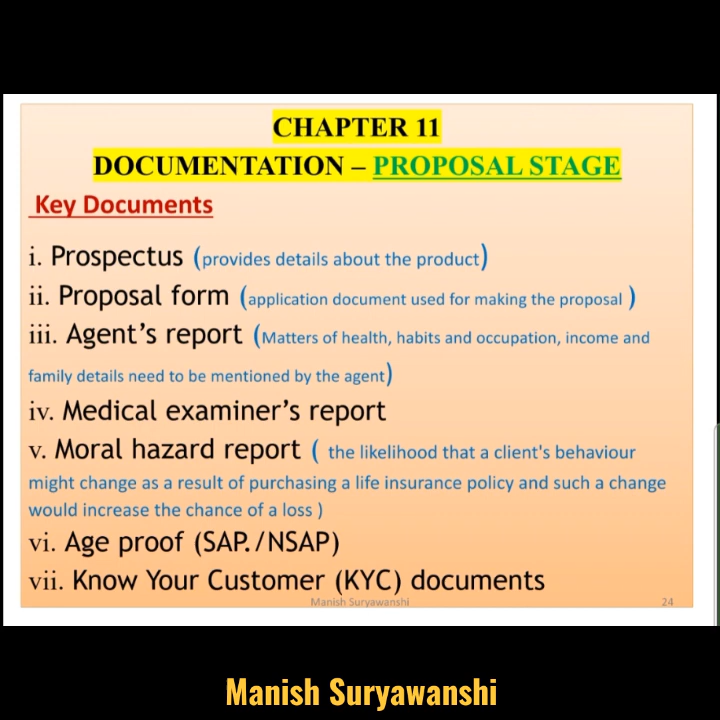 CHAPTER 11
DOCUMENTATION – PROPOSAL STAGE
Key Documents
i. Prospectus (provides details about the product)
ii. Proposal form (application document used for making the proposal )
iii. Agent’s report (Matters of health, habits and occupation, income and
family details need to be mentioned by the agent)
iv. Medical examiner’s report
v. Moral hazard report ( the likelihood that a client's behaviour
might change as a result of purchasing a life insurance policy and such a change
would increase the chance of a loss )
vi. Age proof (SAP./NSAP)
vii. Know Your Customer (KYC) documents
Manish Suryawanshi 24
Manish Suryawanshi